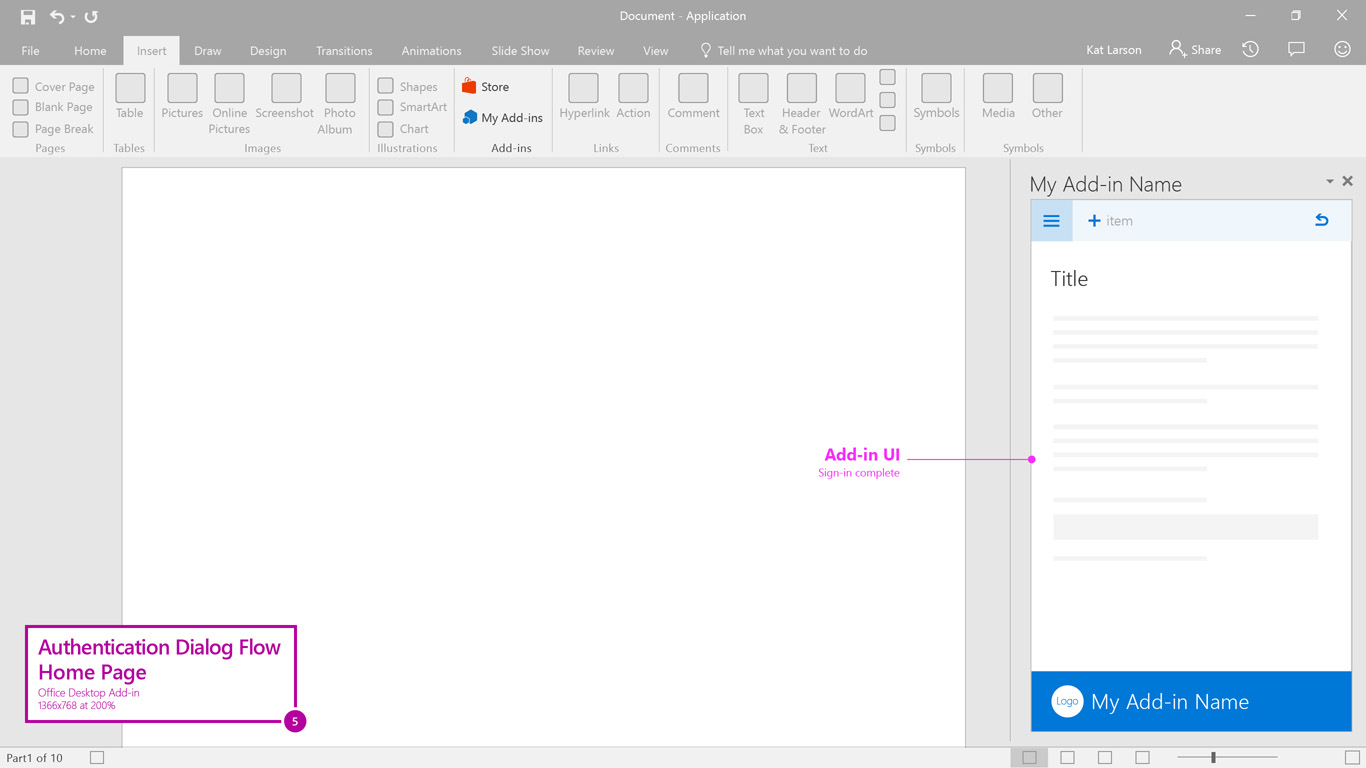 Document - Application
File Home Insert Draw Design Transitions Animations Slide Show Review View Tell me what you want to do Kat Larson Share
Cover Page
Blank Page
Page Break
Pages
Table
Tables
Pictures
Online
Pictures
Screenshot
Photo
Album
Images
Shapes
SmartArt
Chart
Illustrations
Store
My Add-ins
Add-ins
Hyperlink
Action
Links
Comment
Comments
Text
Box
Header
& Footer
WordArt
Text
Symbols
Symbols
Media
Other
Symbols
My Add-in Name
item
Title
Add-in UI
Sign-in complete
Authentication Dialog Flow
Home Page
Office Desktop Add-in
1366x768 at 200%
5
Logo
My Add-in Name
Part1 of 10